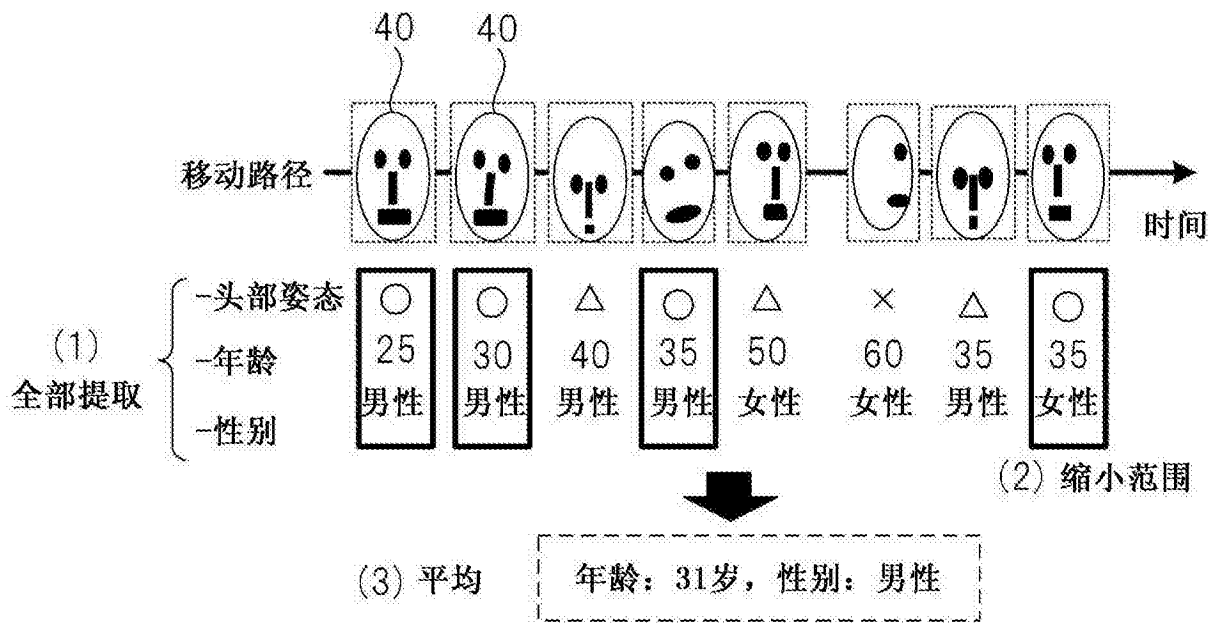 40 40
移动路径
时间
-头部姿态 ○ ○ △ ○ △ × △ ○
(1) -年龄 25 30 40 35 50 60 35 35
全部提取 男性 男性 男性 男性 女性 女性 男性 女性
-性别
(2) 缩小范围
(3) 平均 年龄：31岁，性别：男性